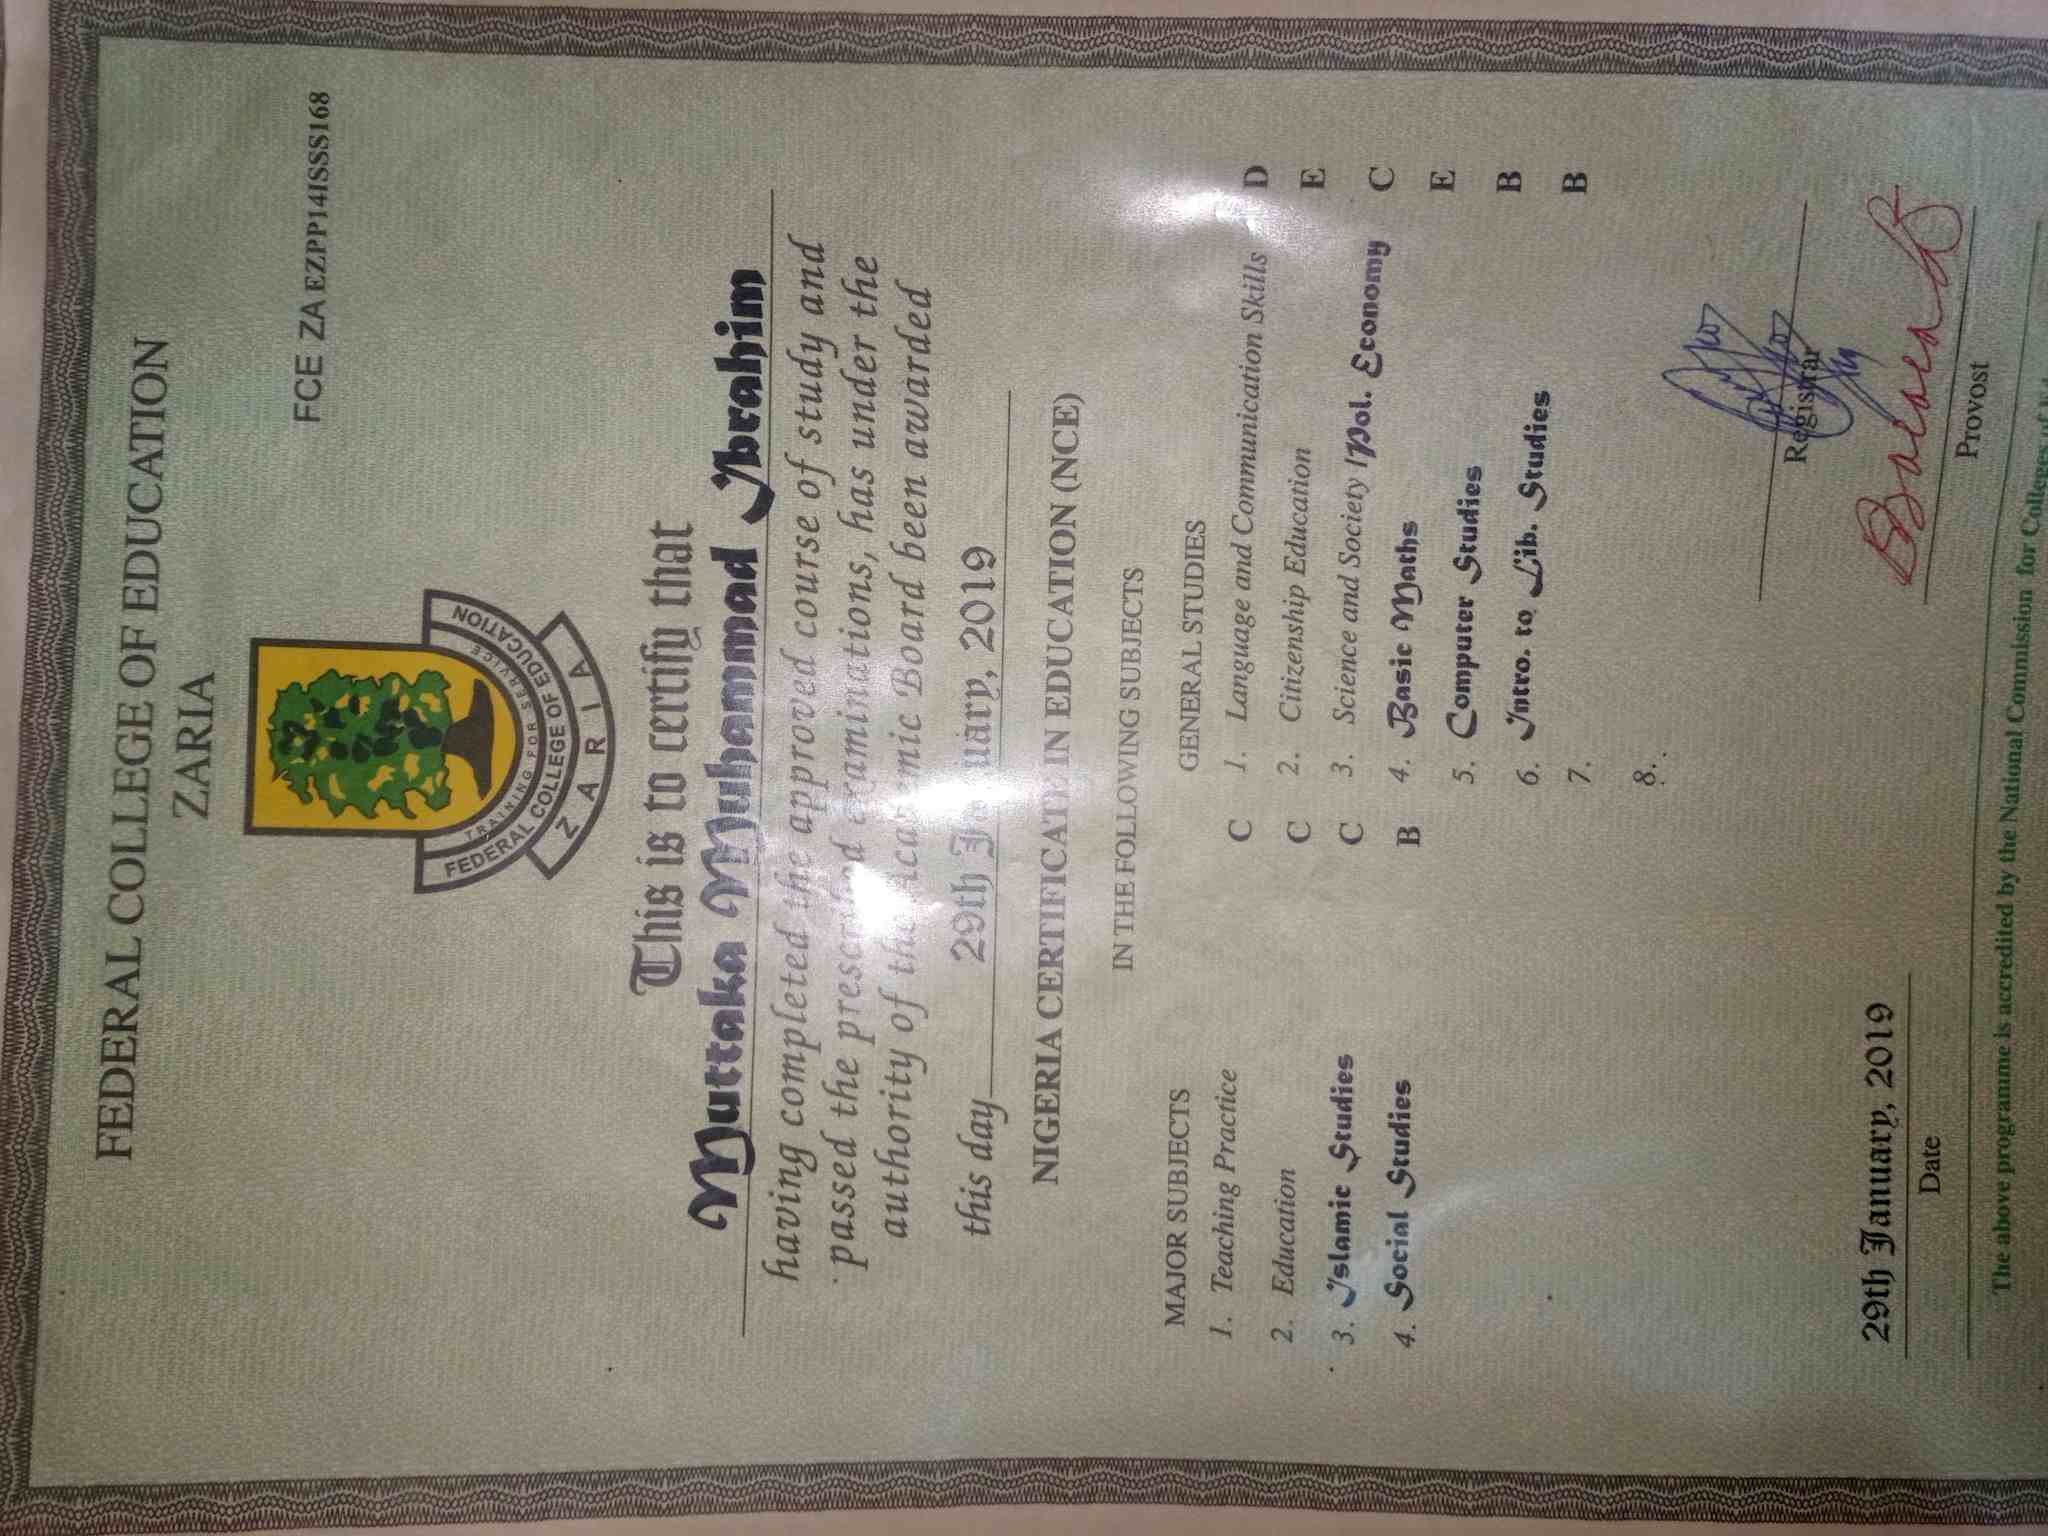 FEDERAL COLLEGE OF EDUCATION
ZARIA
FCE ZA EZPP14ISSS168
TRAINING FOR SERVICE
FEDERAL COLLEGE OF EDUCATION
ZARIA
This is to certify that
Muttaka Muhammad Ibrahim
having completed the approved course of study and
passed the prescribed examinations, has under the
authority of the Academic Board been awarded
this day 29th January, 2019
NIGERIA CERTIFICATE IN EDUCATION (NCE)
IN THE FOLLOWING SUBJECTS
MAJOR SUBJECTS
1. Teaching Practice C
2. Education C
3. Islamic Studies C
4. Social Studies B
GENERAL STUDIES
1. Language and Communication Skills D
2. Citizenship Education E
3. Science and Society /Pol. Economy C
4. Basic Maths E
5. Computer Studies B
6. Intro. to Lib. Studies B
7.
8.
Registrar
29th January, 2019
Date
Provost
The above programme is accredited by the National Commission for Colleges of